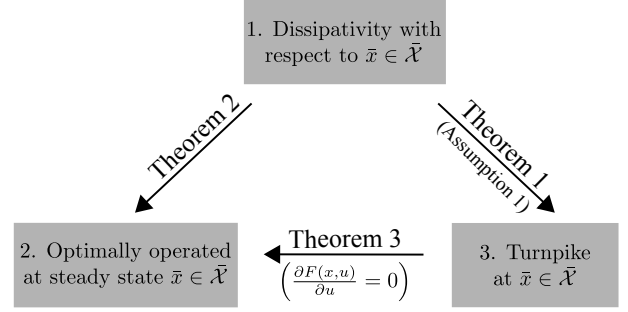 1. Dissipativity with
respect to x̄ ∈ 𝒳̄
Theorem 2
Theorem 1
(Assumption 1)
2. Optimally operated
at steady state x̄ ∈ 𝒳̄
Theorem 3
(∂F(x,u)/∂u = 0)
3. Turnpike
at x̄ ∈ 𝒳̄